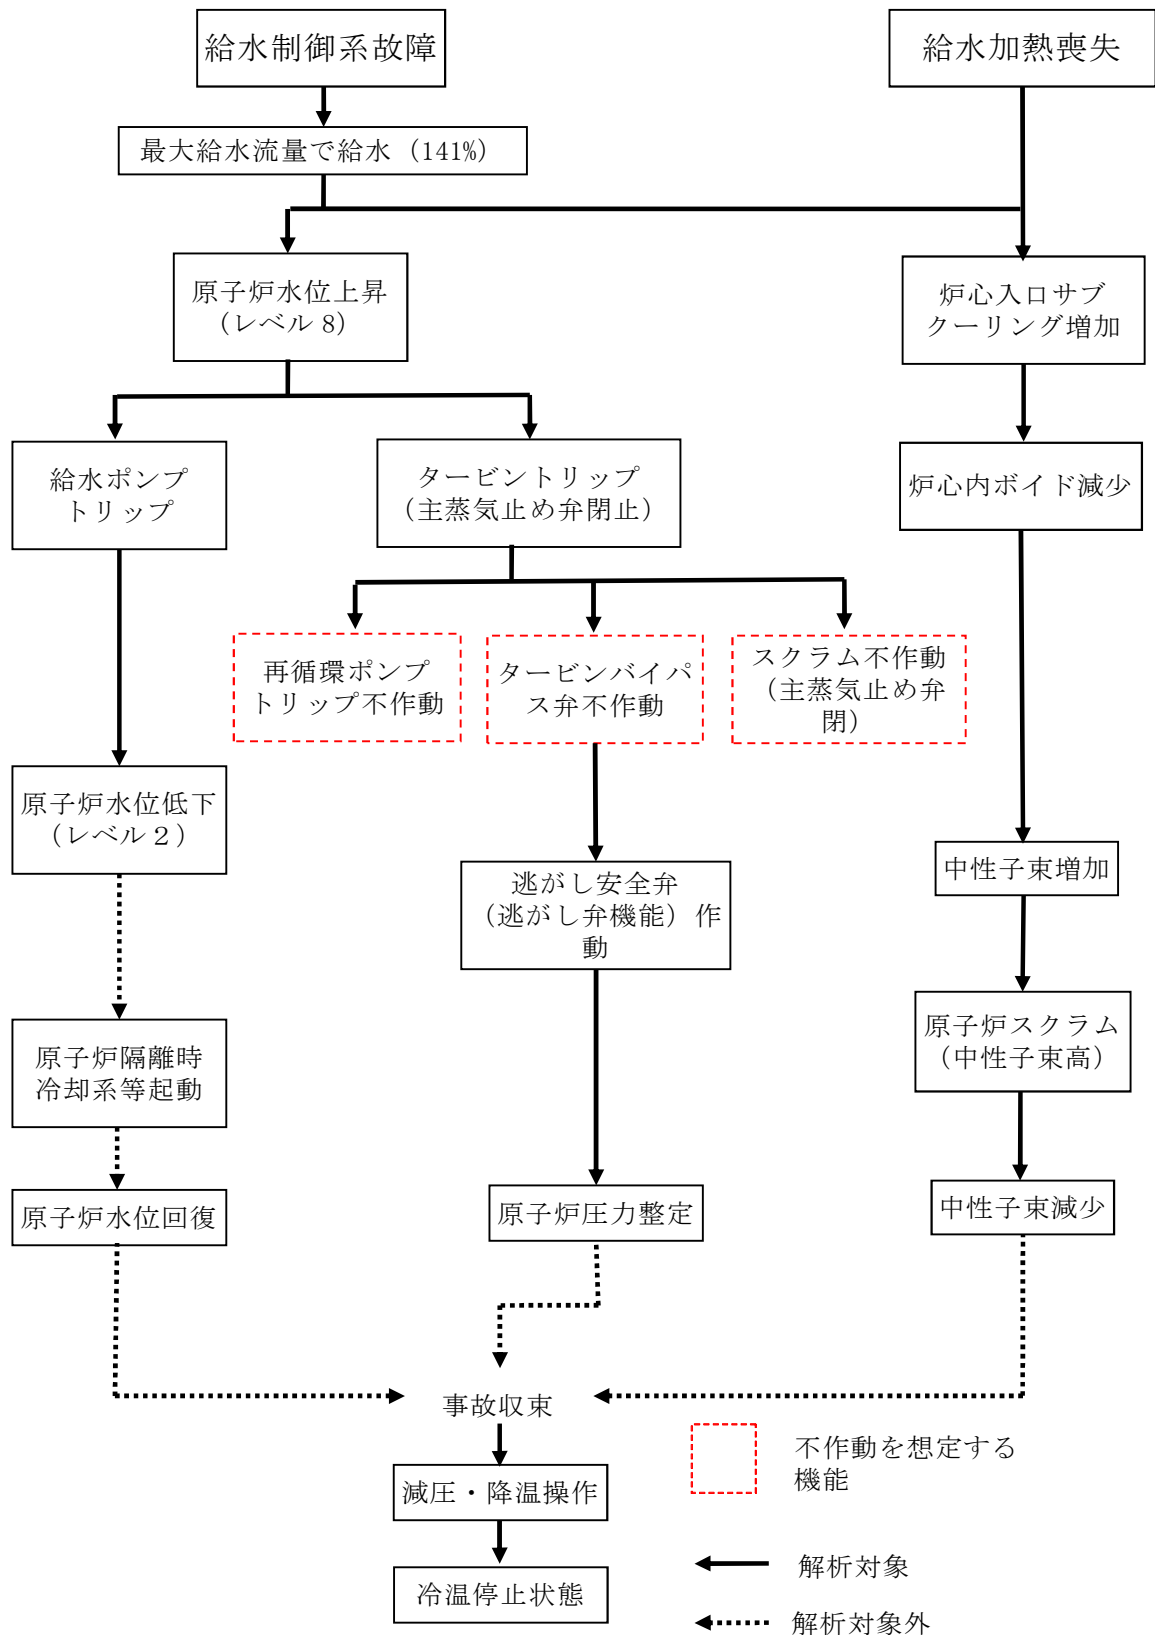 給水制御系故障
給水加熱喪失
最大給水流量で給水（141%）
原子炉水位上昇
（レベル 8）
炉心入口サブ
クーリング増加
給水ポンプ
トリップ
タービントリップ
（主蒸気止め弁閉止）
炉心内ボイド減少
再循環ポンプ
トリップ不作動
タービンバイパ
ス弁不作動
スクラム不作動
（主蒸気止め弁
閉）
原子炉水位低下
（レベル２）
中性子束増加
逃がし安全弁
（逃がし弁機能）作
動
原子炉隔離時
冷却系等起動
原子炉スクラム
（中性子束高）
原子炉水位回復
原子炉圧力整定
中性子束減少
事故収束
不作動を想定する
機能
減圧・降温操作
解析対象
冷温停止状態
解析対象外